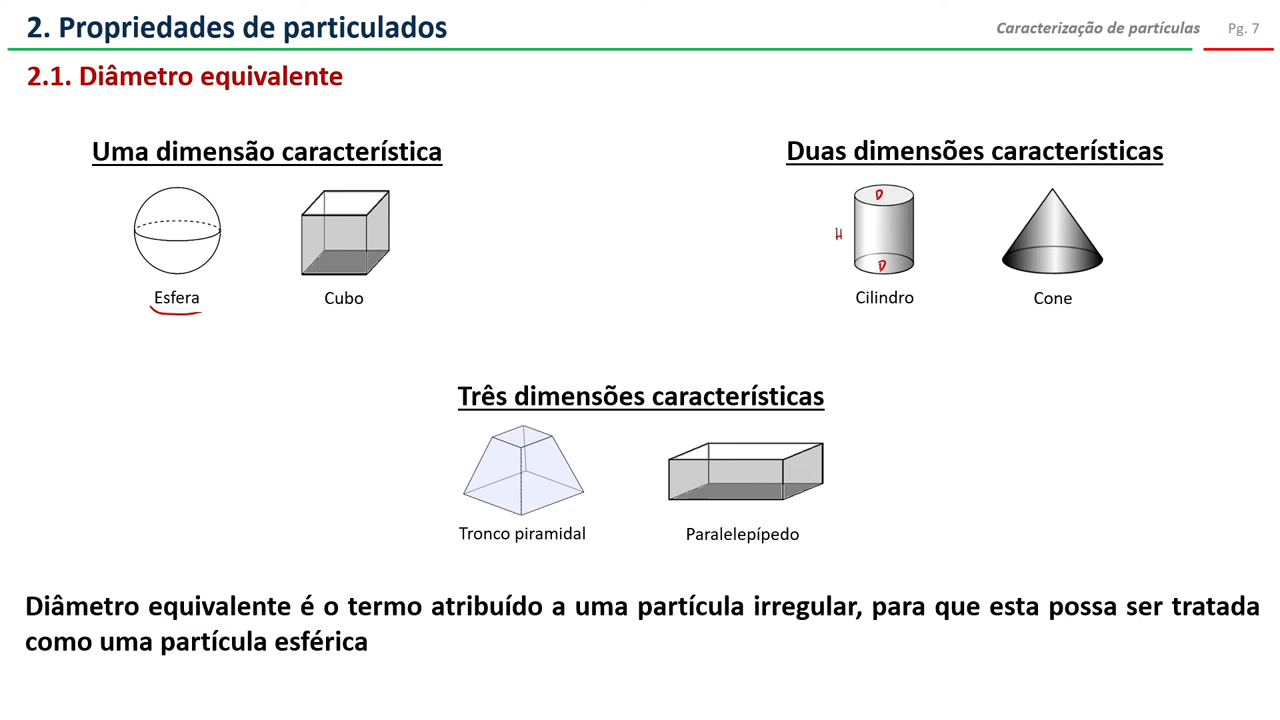 2. Propriedades de particulados
Caracterização de partículas
Pg. 7
2.1. Diâmetro equivalente
Uma dimensão característica
Duas dimensões características
D
H
D
Esfera
Cubo
Cilindro
Cone
Três dimensões características
Tronco piramidal
Paralelepípedo
Diâmetro equivalente é o termo atribuído a uma partícula irregular, para que esta possa ser tratada
como uma partícula esférica